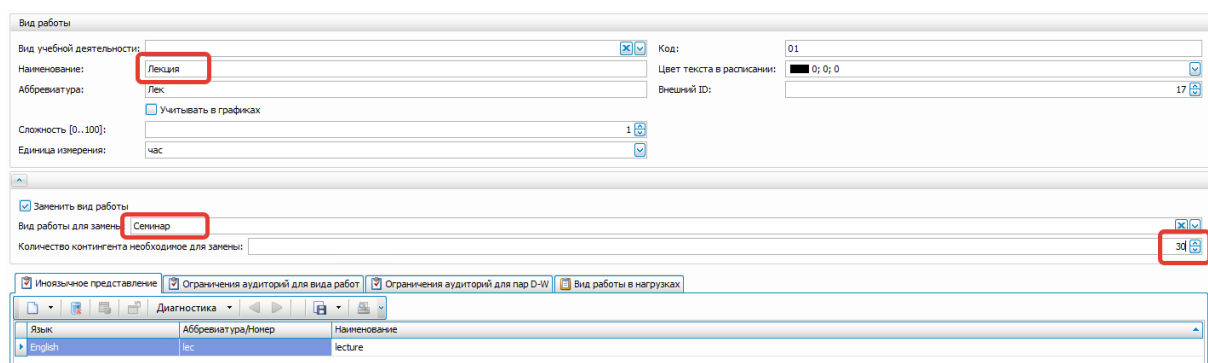 Вид работы
Вид учебной деятельности: Код: 01
Наименование: Лекция Цвет текста в расписании: 0; 0; 0
Аббревиатура: Лек Внешний ID: 17
Учитывать в графиках
Сложность [0..100]: 1
Единица измерения: час
Заменить вид работы
Вид работы для замены Семинар
Количество контингента необходимое для замены: 30
Иноязычное представление Ограничения аудиторий для вида работ Ограничения аудиторий для пар D-W Вид работы в нагрузках
Диагностика
Язык Аббревиатура/Номер Наименование
English lec lecture